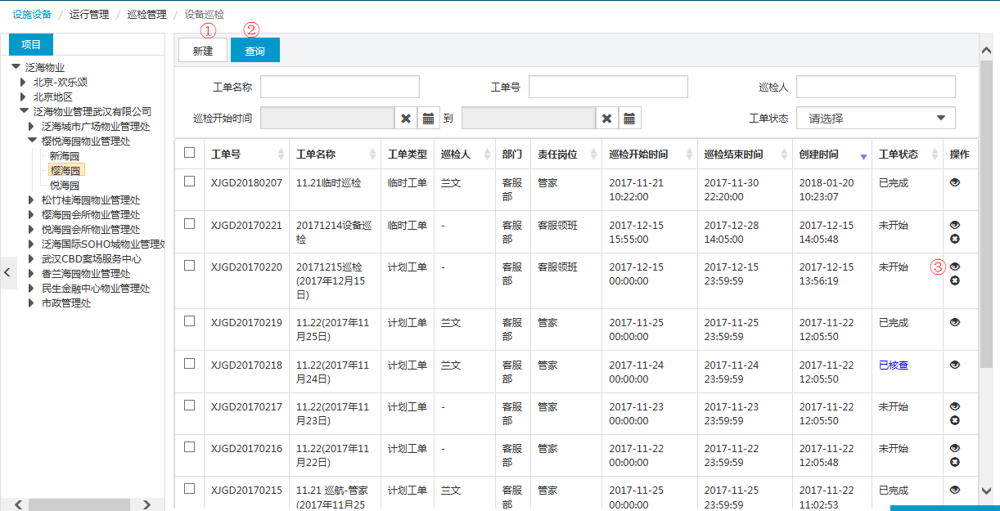 设施设备 / 运行管理 / 巡检管理 / 设备巡检
① ②
项目
新建 查询
泛海物业
北京-欢乐颂
北京地区
泛海物业管理武汉有限公司
泛海城市广场物业管理处
樱悦海园物业管理处
新海园
樱海园
悦海园
松竹桂海园物业管理处
樱海园会所物业管理处
悦海园会所物业管理处
泛海国际SOHO城物业管理处
武汉CBD案场服务中心
香兰海园物业管理处
民生金融中心物业管理处
市政管理处
工单名称 工单号 巡检人
巡检开始时间 到 工单状态 请选择
工单号 工单名称 工单类型 巡检人 部门 责任岗位 巡检开始时间 巡检结束时间 创建时间 工单状态 操作
XJGD20180207 11.21临时巡检 临时工单 兰文 客服 管家 2017-11-21 2017-11-30 2018-01-20 已完成
部 10:22:00 22:20:00 10:23:07
XJGD20170221 20171214设备巡 临时工单 - 客服 客服领班 2017-12-15 2017-12-28 2017-12-15 未开始
检 部 15:55:00 14:05:00 14:05:48
XJGD20170220 20171215巡检 计划工单 - 客服 客服领班 2017-12-15 2017-12-15 2017-12-15 未开始 ③
(2017年12月15 部 00:00:00 23:59:59 13:56:19
日)
XJGD20170219 11.22(2017年11 计划工单 兰文 客服 管家 2017-11-25 2017-11-25 2017-11-22 已完成
月25日) 部 00:00:00 23:59:59 12:05:50
XJGD20170218 11.22(2017年11 计划工单 兰文 客服 管家 2017-11-24 2017-11-24 2017-11-22 已核查
月24日) 部 00:00:00 23:59:59 12:05:50
XJGD20170217 11.22(2017年11 计划工单 - 客服 管家 2017-11-23 2017-11-23 2017-11-22 未开始
月23日) 部 00:00:00 23:59:59 12:05:50
XJGD20170216 11.22(2017年11 计划工单 - 客服 管家 2017-11-22 2017-11-22 2017-11-22 未开始
月22日) 部 00:00:00 23:59:59 12:05:48
XJGD20170215 11.21 巡航-管家 计划工单 兰文 客服 管家 2017-11-25 2017-11-25 2017-11-22 已完成
(2017年11月25 部 00:00:00 23:59:59 11:02:53